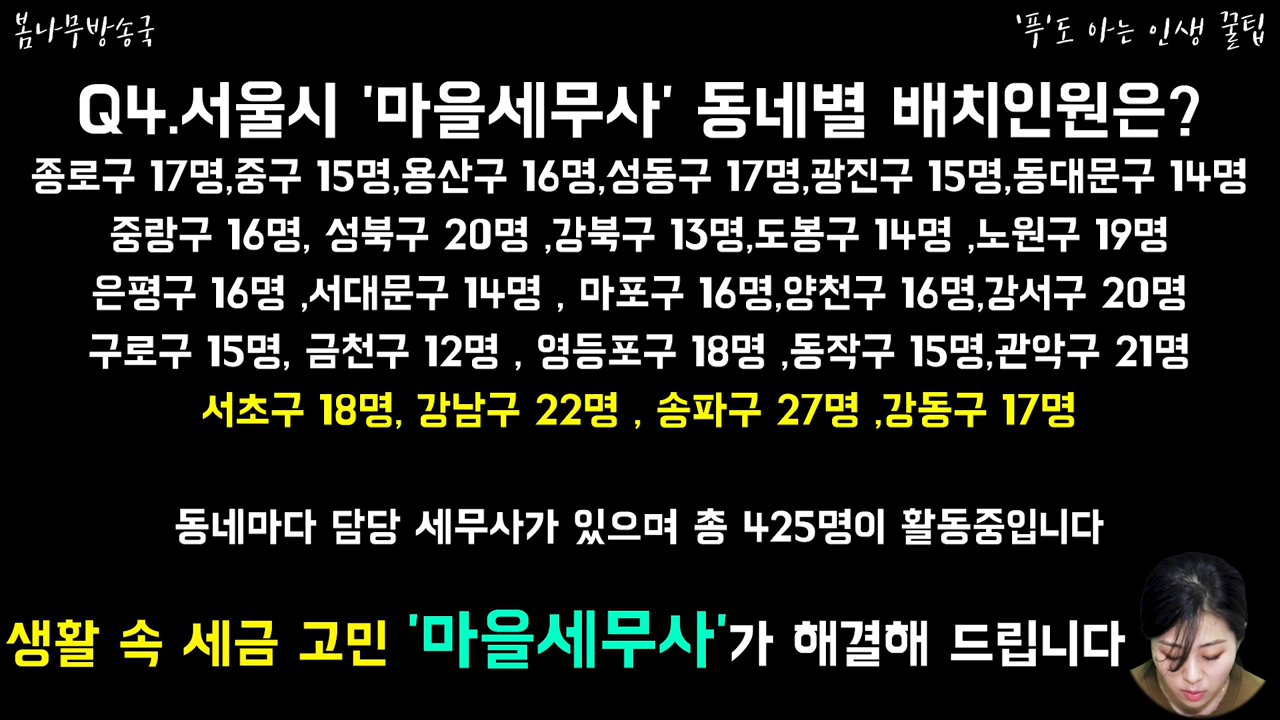 봄나무방송국
'푸'도 아는 인생 꿀팁
Q4.서울시 '마을세무사' 동네별 배치인원은?
종로구 17명,중구 15명,용산구 16명,성동구 17명,광진구 15명,동대문구 14명
중랑구 16명, 성북구 20명 ,강북구 13명,도봉구 14명 ,노원구 19명
은평구 16명 ,서대문구 14명 , 마포구 16명,양천구 16명,강서구 20명
구로구 15명, 금천구 12명 , 영등포구 18명 ,동작구 15명,관악구 21명
서초구 18명, 강남구 22명 , 송파구 27명 ,강동구 17명
동네마다 담당 세무사가 있으며 총 425명이 활동중입니다
생활 속 세금 고민 '마을세무사'가 해결해 드립니다